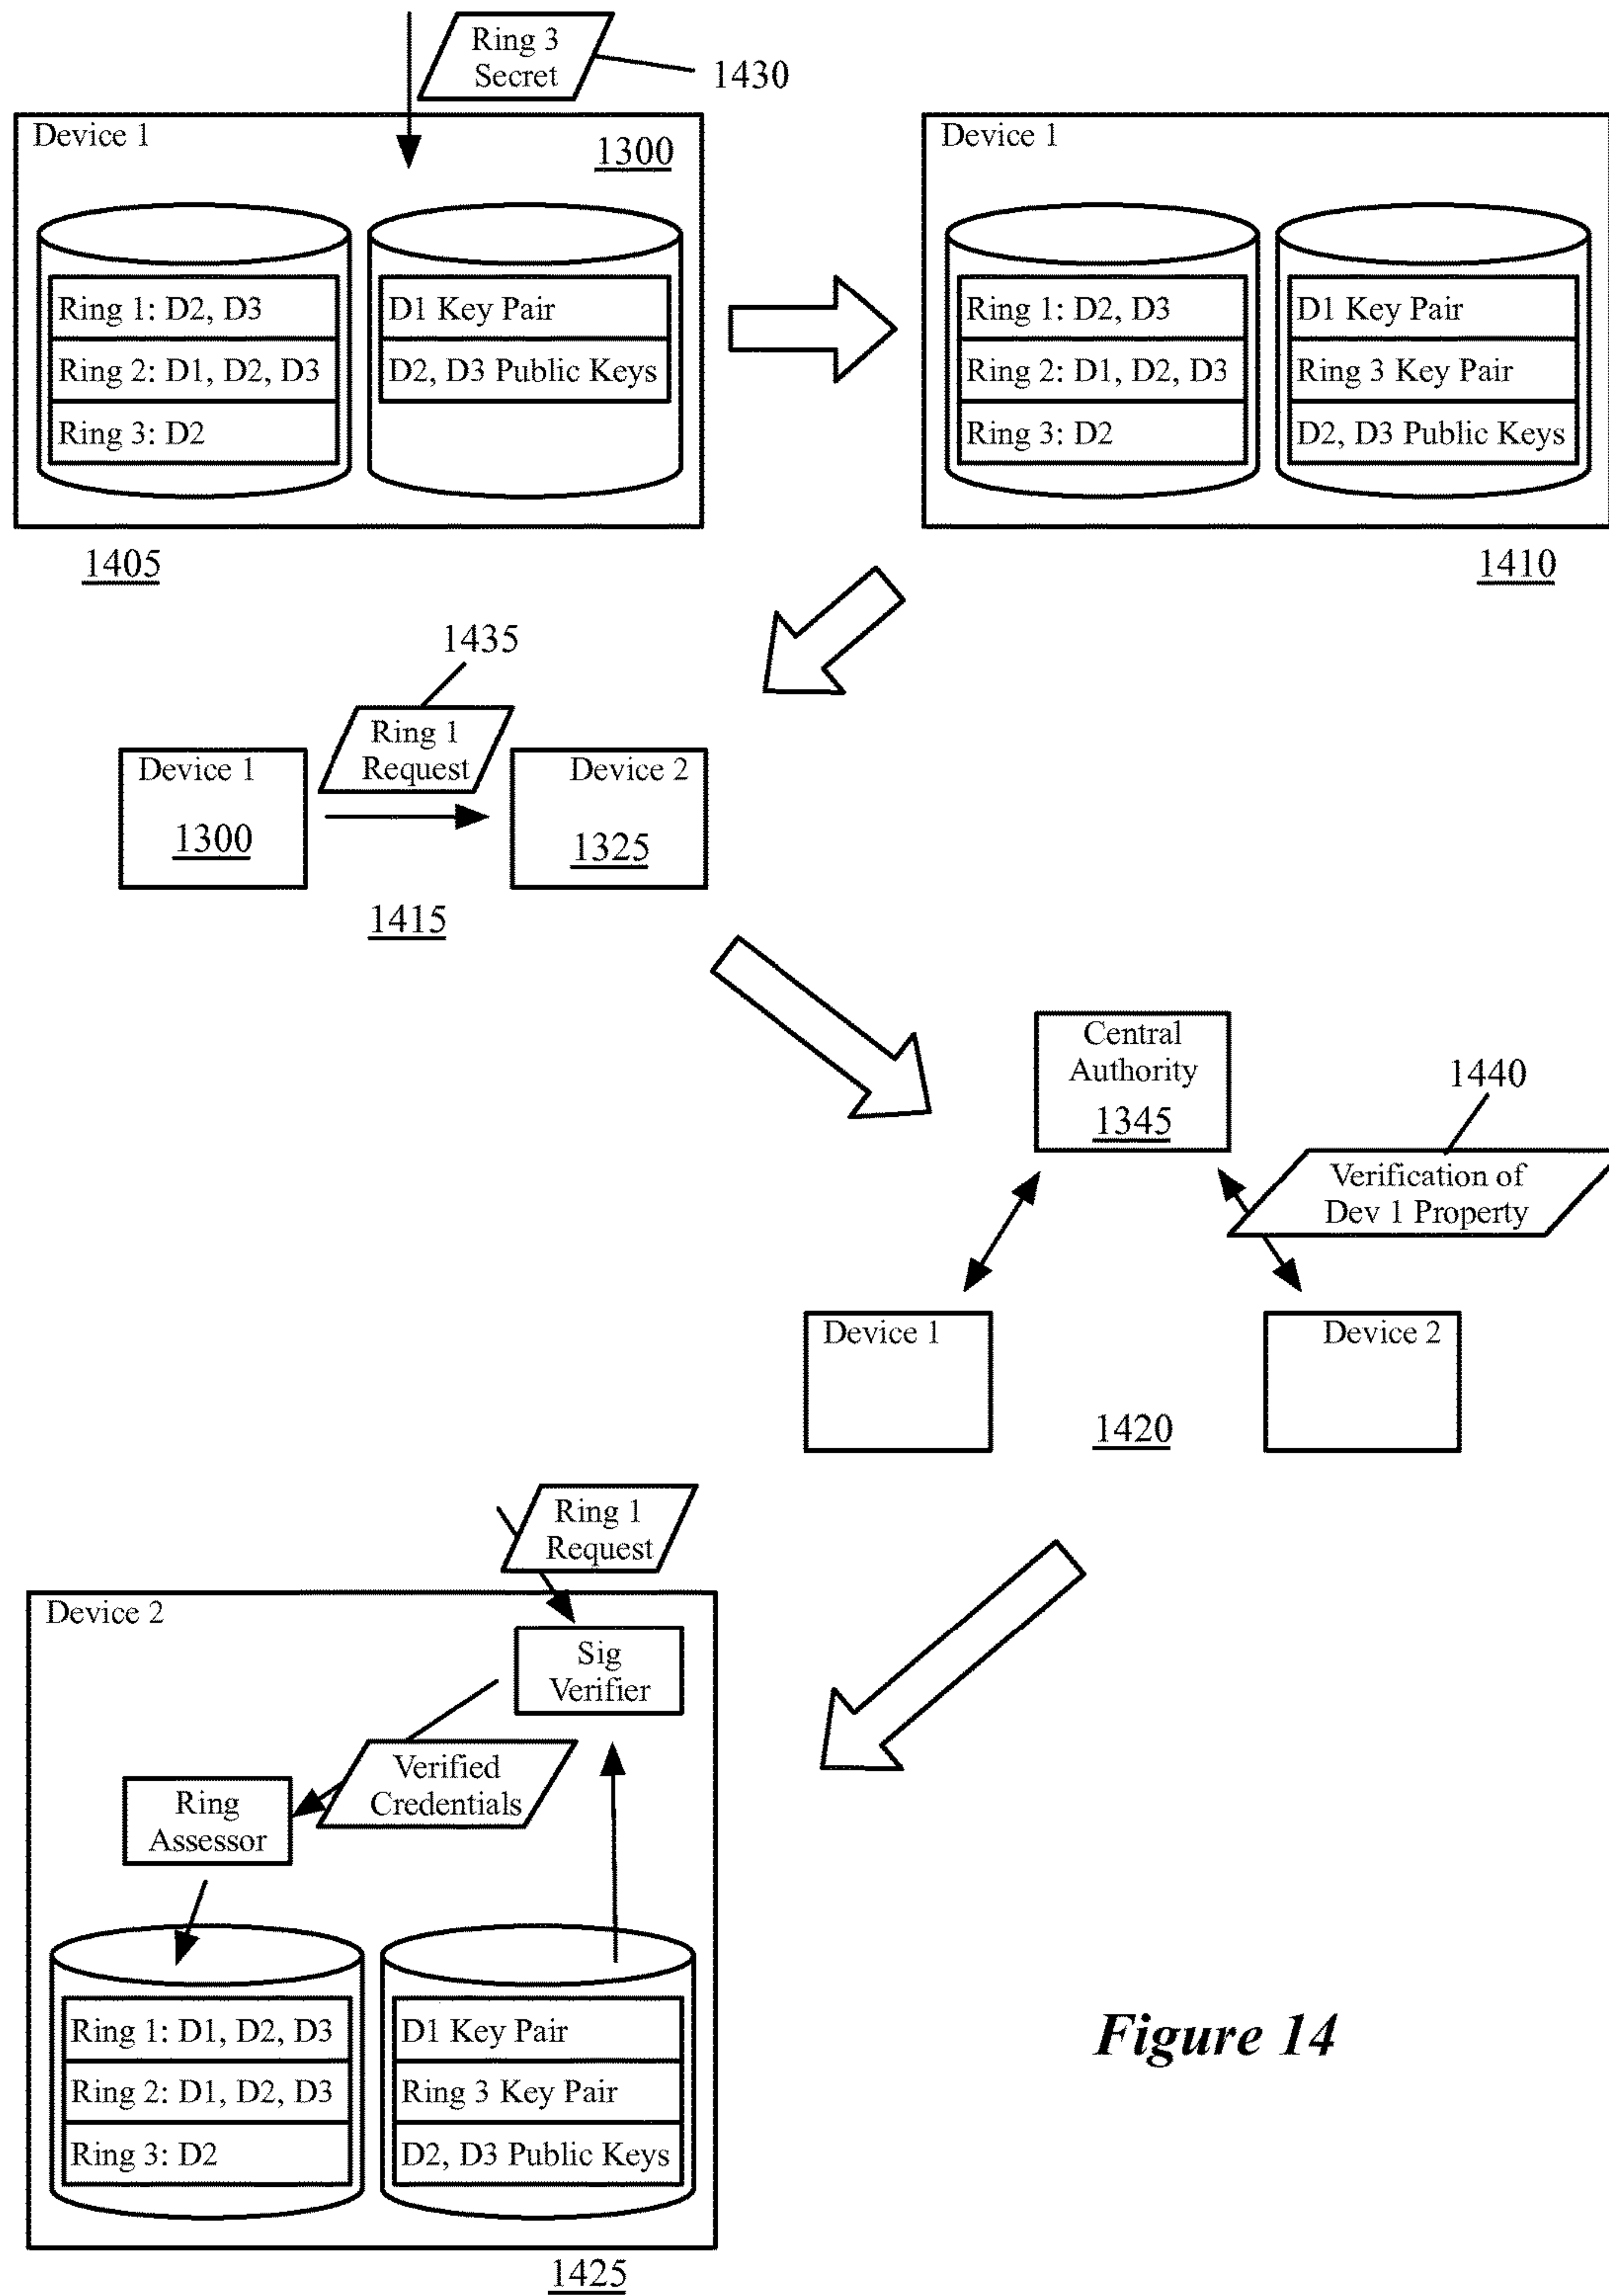 Ring 3
Secret
1430
Device 1
1300
Ring 1: D2, D3
Ring 2: D1, D2, D3
Ring 3: D2
D1 Key Pair
D2, D3 Public Keys
1405
Device 1
Ring 1: D2, D3
Ring 2: D1, D2, D3
Ring 3: D2
D1 Key Pair
Ring 3 Key Pair
D2, D3 Public Keys
1410
1435
Ring 1
Request
Device 1
1300
Device 2
1325
1415
Central
Authority
1345
1440
Verification of
Dev 1 Property
Device 1
Device 2
1420
Ring 1
Request
Device 2
Sig
Verifier
Verified
Credentials
Ring
Assessor
Ring 1: D1, D2, D3
Ring 2: D1, D2, D3
Ring 3: D2
D1 Key Pair
Ring 3 Key Pair
D2, D3 Public Keys
1425
Figure 14